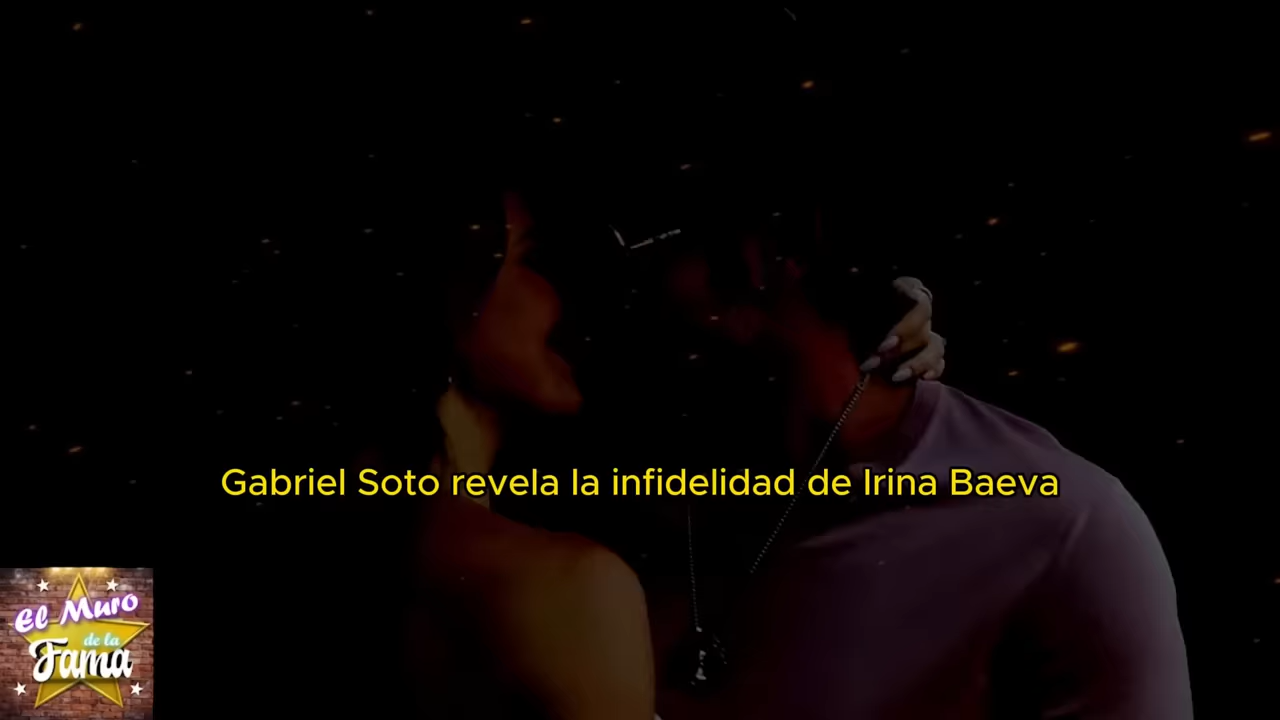 Gabriel Soto revela la infidelidad de Irina Baeva
El Muro
de la
Fama